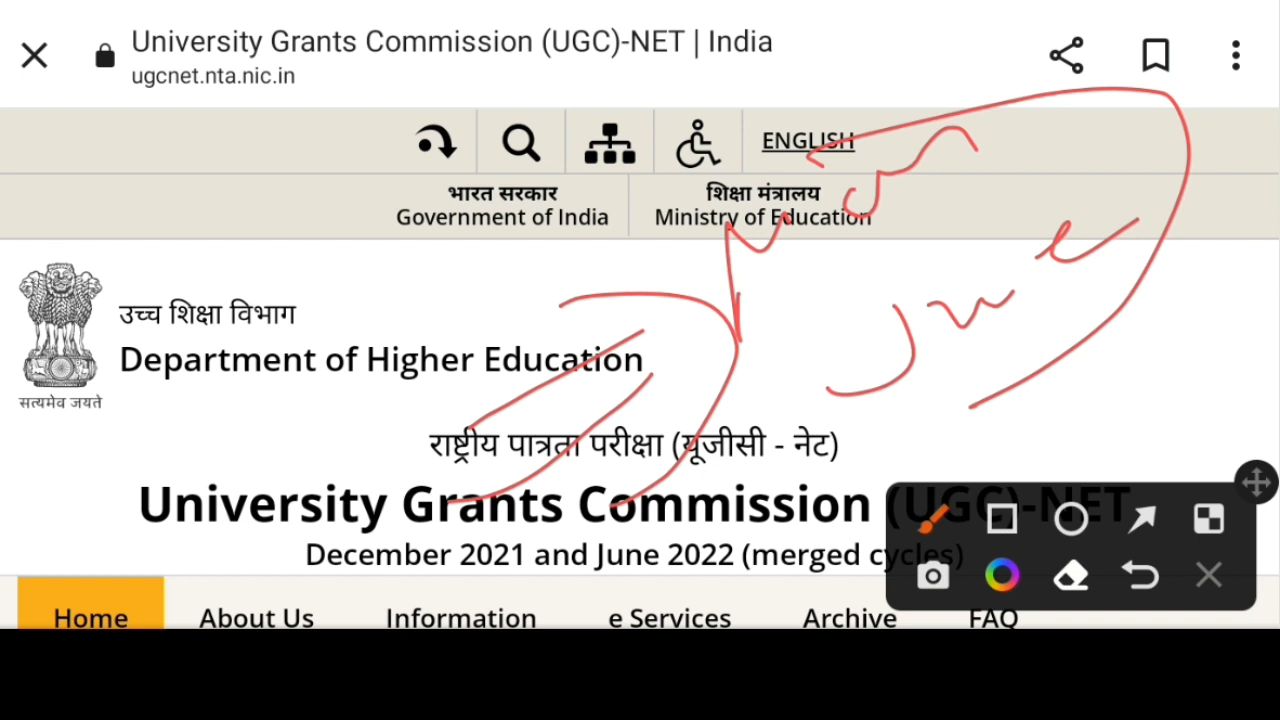 University Grants Commission (UGC)-NET | India
ugcnet.nta.nic.in
ENGLISH
भारत सरकार
Government of India
शिक्षा मंत्रालय
Ministry of Education
उच्च शिक्षा विभाग
Department of Higher Education
सत्यमेव जयते
June
राष्ट्रीय पात्रता परीक्षा (यूजीसी - नेट)
University Grants Commission (UGC)-NET
December 2021 and June 2022 (merged cycles)
Home About Us Information e Services Archive FAQ